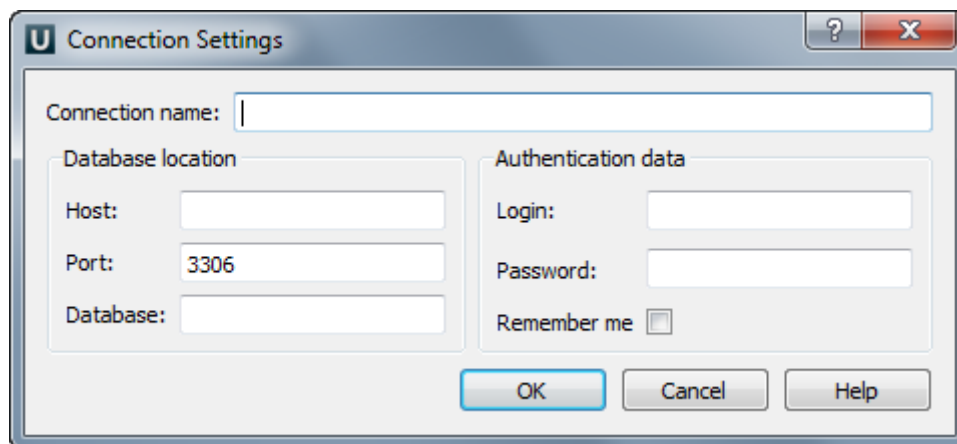 U Connection Settings ?
Connection name:
Database location
Host:
Port: 3306
Database:
Authentication data
Login:
Password:
Remember me
OK Cancel Help